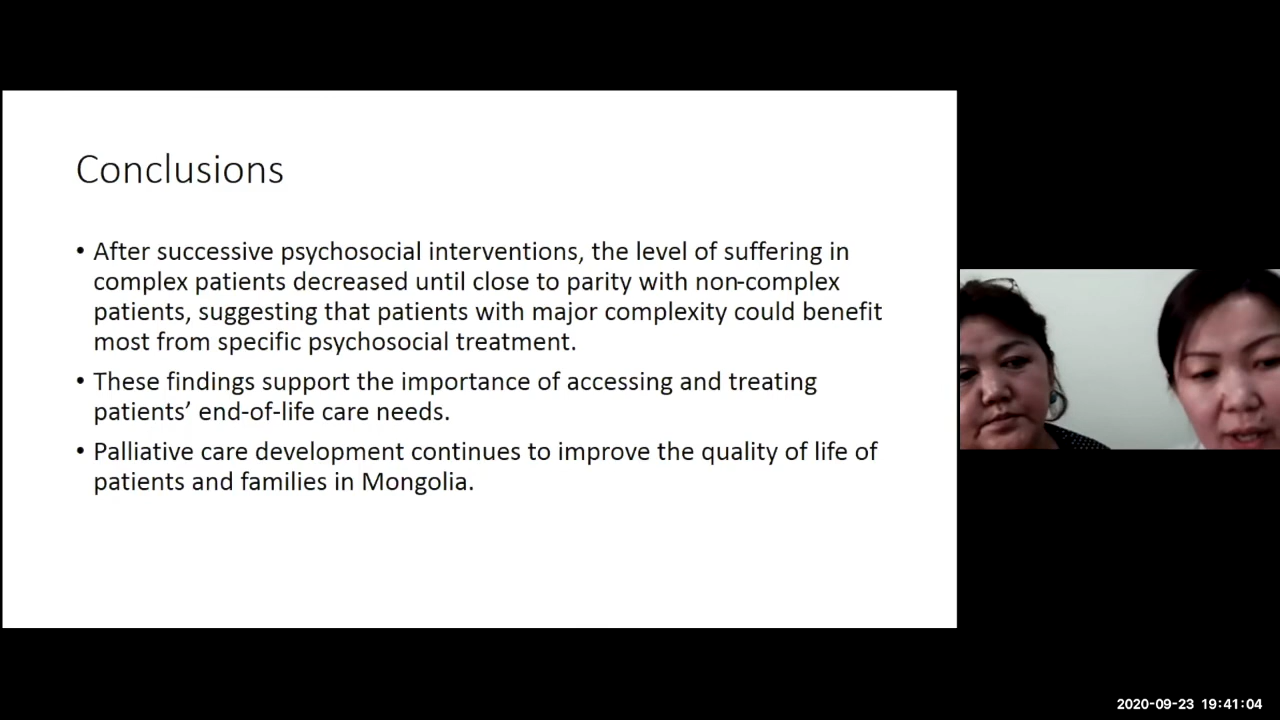 Conclusions
• After successive psychosocial interventions, the level of suffering in
complex patients decreased until close to parity with non-complex
patients, suggesting that patients with major complexity could benefit
most from specific psychosocial treatment.
• These findings support the importance of accessing and treating
patients’ end-of-life care needs.
• Palliative care development continues to improve the quality of life of
patients and families in Mongolia.
2020-09-23 19:41:04